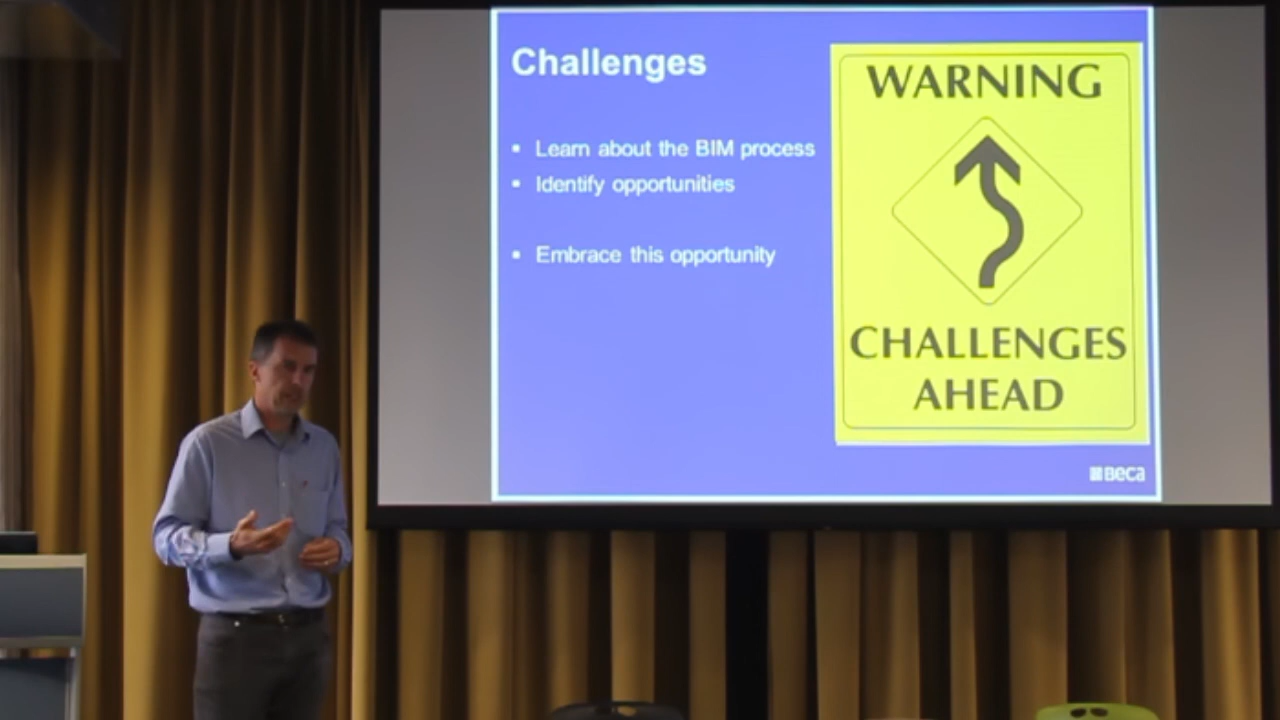 Challenges
Learn about the BIM process
Identify opportunities
Embrace this opportunity
WARNING
CHALLENGES
AHEAD
Beca